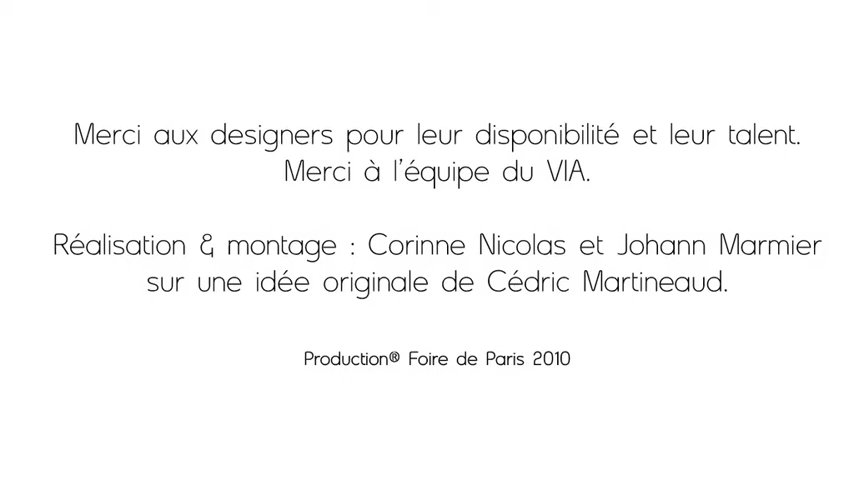 Merci aux designers pour leur disponibilité et leur talent.
Merci à l'équipe du VIA.
Réalisation & montage : Corinne Nicolas et Johann Marmier
sur une idée originale de Cédric Martineaud.
Production® Foire de Paris 2010